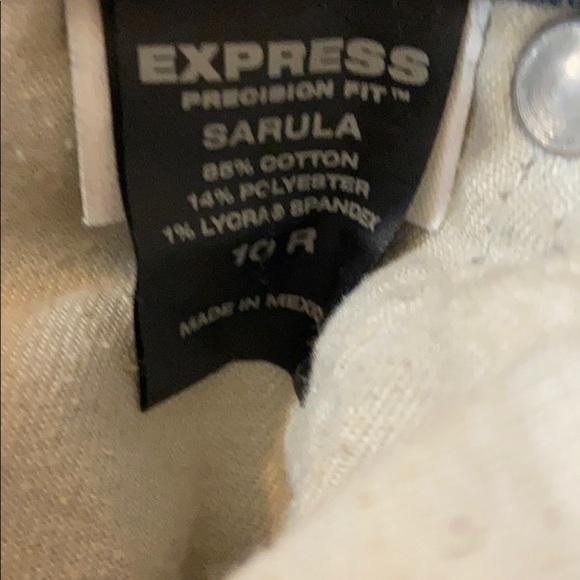 EXPRESS
PRECISION FIT™
SARULA
85% COTTON
14% POLYESTER
1% LYCRA® SPANDEX
10 R
MADE IN MEXICO